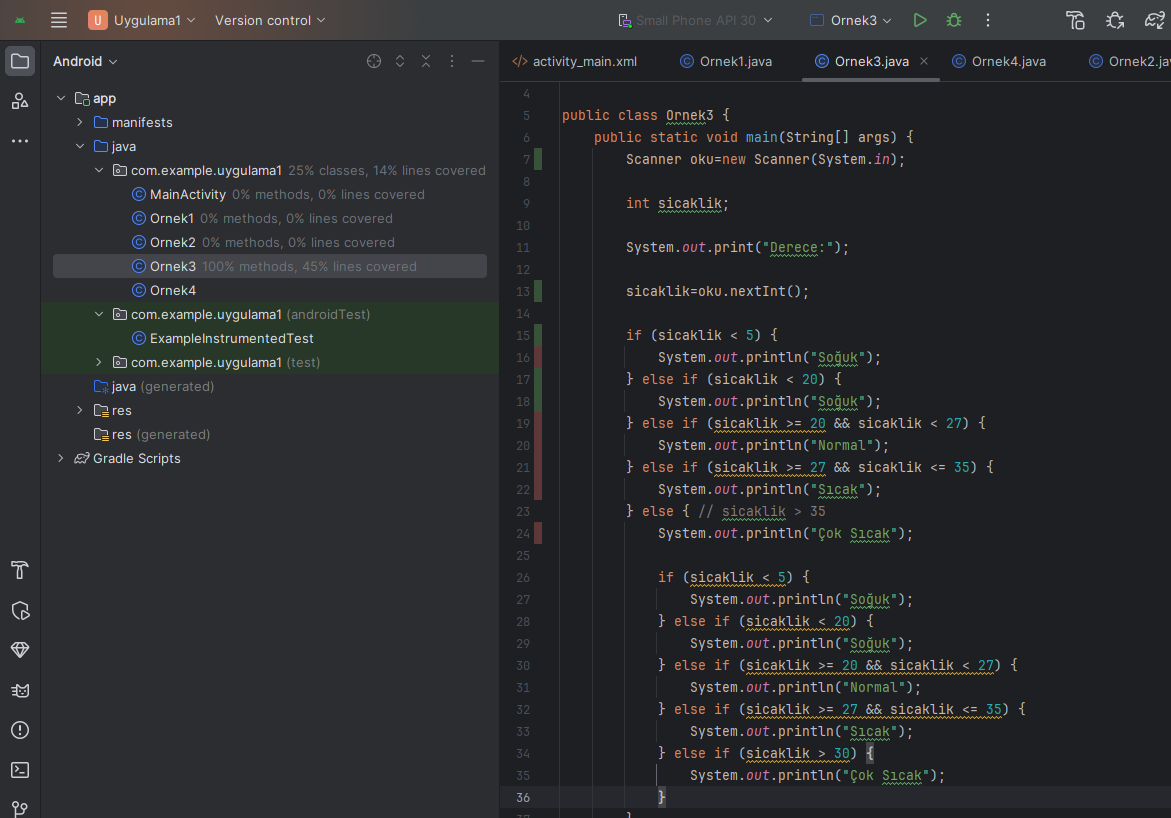 U Uygulama1 Version control Small Phone API 30 Ornek3
Android
activity_main.xml Ornek1.java Ornek3.java Ornek4.java Ornek2.java
app
manifests
java
com.example.uygulama1 25% classes, 14% lines covered
MainActivity 0% methods, 0% lines covered
Ornek1 0% methods, 0% lines covered
Ornek2 0% methods, 0% lines covered
Ornek3 100% methods, 45% lines covered
Ornek4
com.example.uygulama1 (androidTest)
ExampleInstrumentedTest
com.example.uygulama1 (test)
java (generated)
res
res (generated)
Gradle Scripts
4
5 public class Ornek3 {
6 public static void main(String[] args) {
7 Scanner oku=new Scanner(System.in);
8
9 int sicaklik;
10
11 System.out.print("Derece:");
12
13 sicaklik=oku.nextInt();
14
15 if (sicaklik < 5) {
16 System.out.println("Soğuk");
17 } else if (sicaklik < 20) {
18 System.out.println("Soğuk");
19 } else if (sicaklik >= 20 && sicaklik < 27) {
20 System.out.println("Normal");
21 } else if (sicaklik >= 27 && sicaklik <= 35) {
22 System.out.println("Sıcak");
23 } else { // sicaklik > 35
24 System.out.println("Çok Sıcak");
25
26 if (sicaklik < 5) {
27 System.out.println("Soğuk");
28 } else if (sicaklik < 20) {
29 System.out.println("Soğuk");
30 } else if (sicaklik >= 20 && sicaklik < 27) {
31 System.out.println("Normal");
32 } else if (sicaklik >= 27 && sicaklik <= 35) {
33 System.out.println("Sıcak");
34 } else if (sicaklik > 30) {
35 System.out.println("Çok Sıcak");
36 }